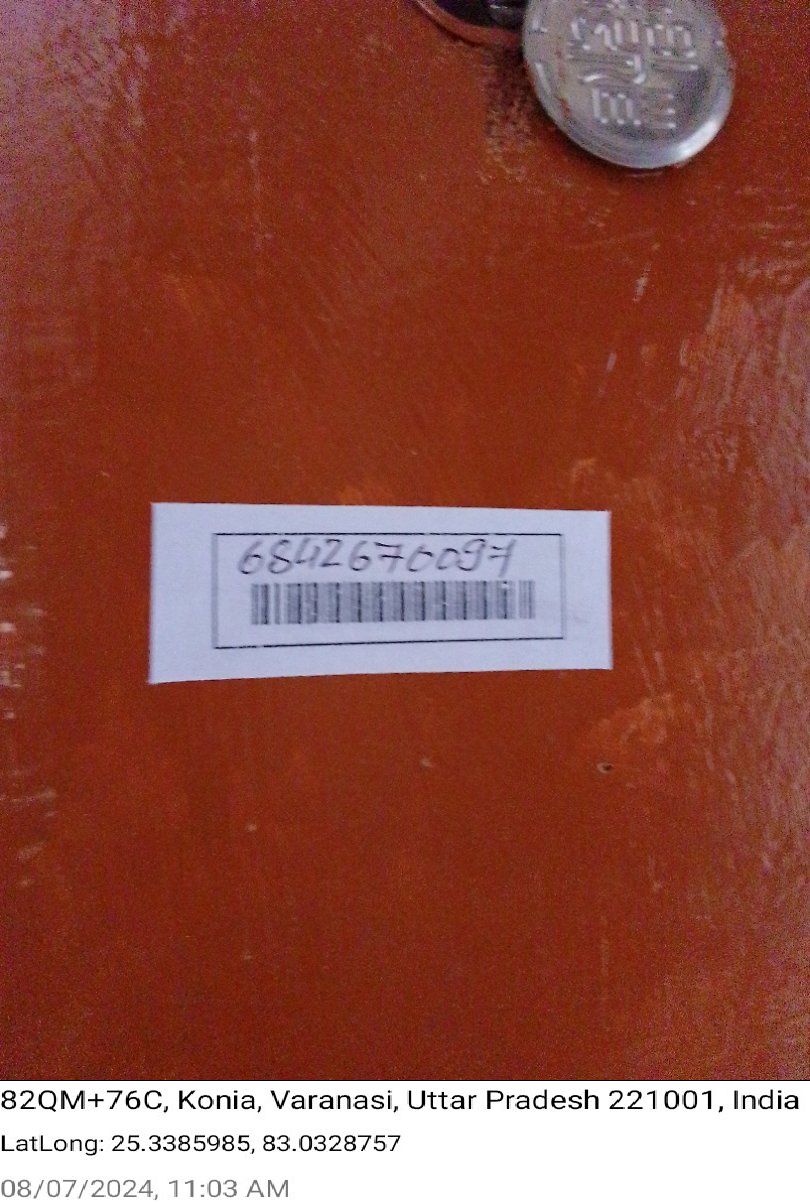 6842676097
82QM+76C, Konia, Varanasi, Uttar Pradesh 221001, India
LatLong: 25.3385985, 83.0328757
08/07/2024, 11:03 AM